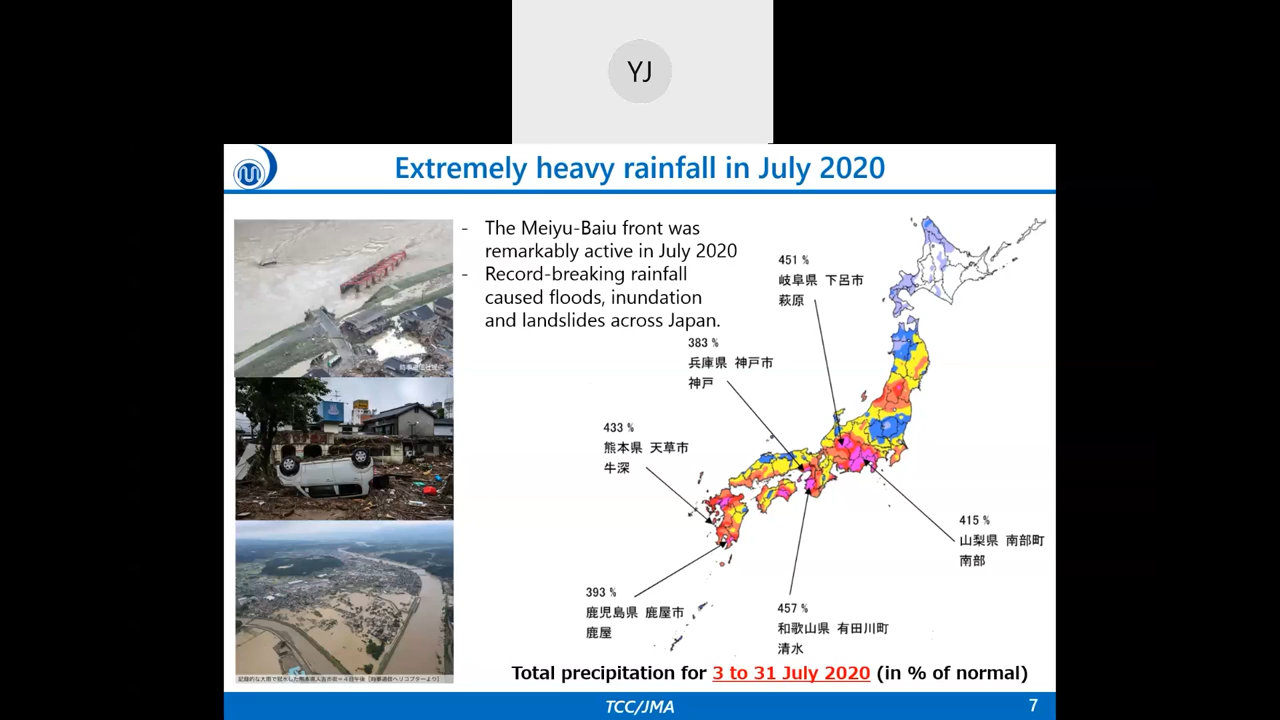 YJ
Extremely heavy rainfall in July 2020
- The Meiyu-Baiu front was
remarkably active in July 2020
- Record-breaking rainfall
caused floods, inundation
and landslides across Japan.
451 %
岐阜県 下呂市
萩原
383 %
兵庫県 神戸市
神戸
433 %
熊本県 天草市
牛深
415 %
山梨県 南部町
南部
393 %
鹿児島県 鹿屋市
鹿屋
457 %
和歌山県 有田川町
清水
Total precipitation for 3 to 31 July 2020 (in % of normal)
TCC/JMA
7